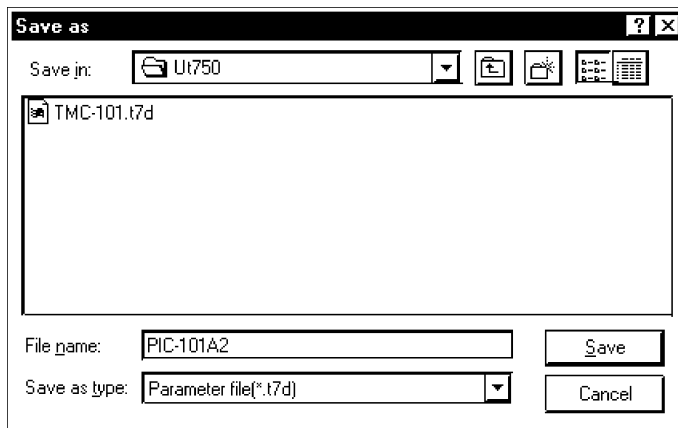 Save as
Save in: Ut750
TMC-101.t7d
File name: PIC-101A2 Save
Save as type: Parameter file(*.t7d) Cancel